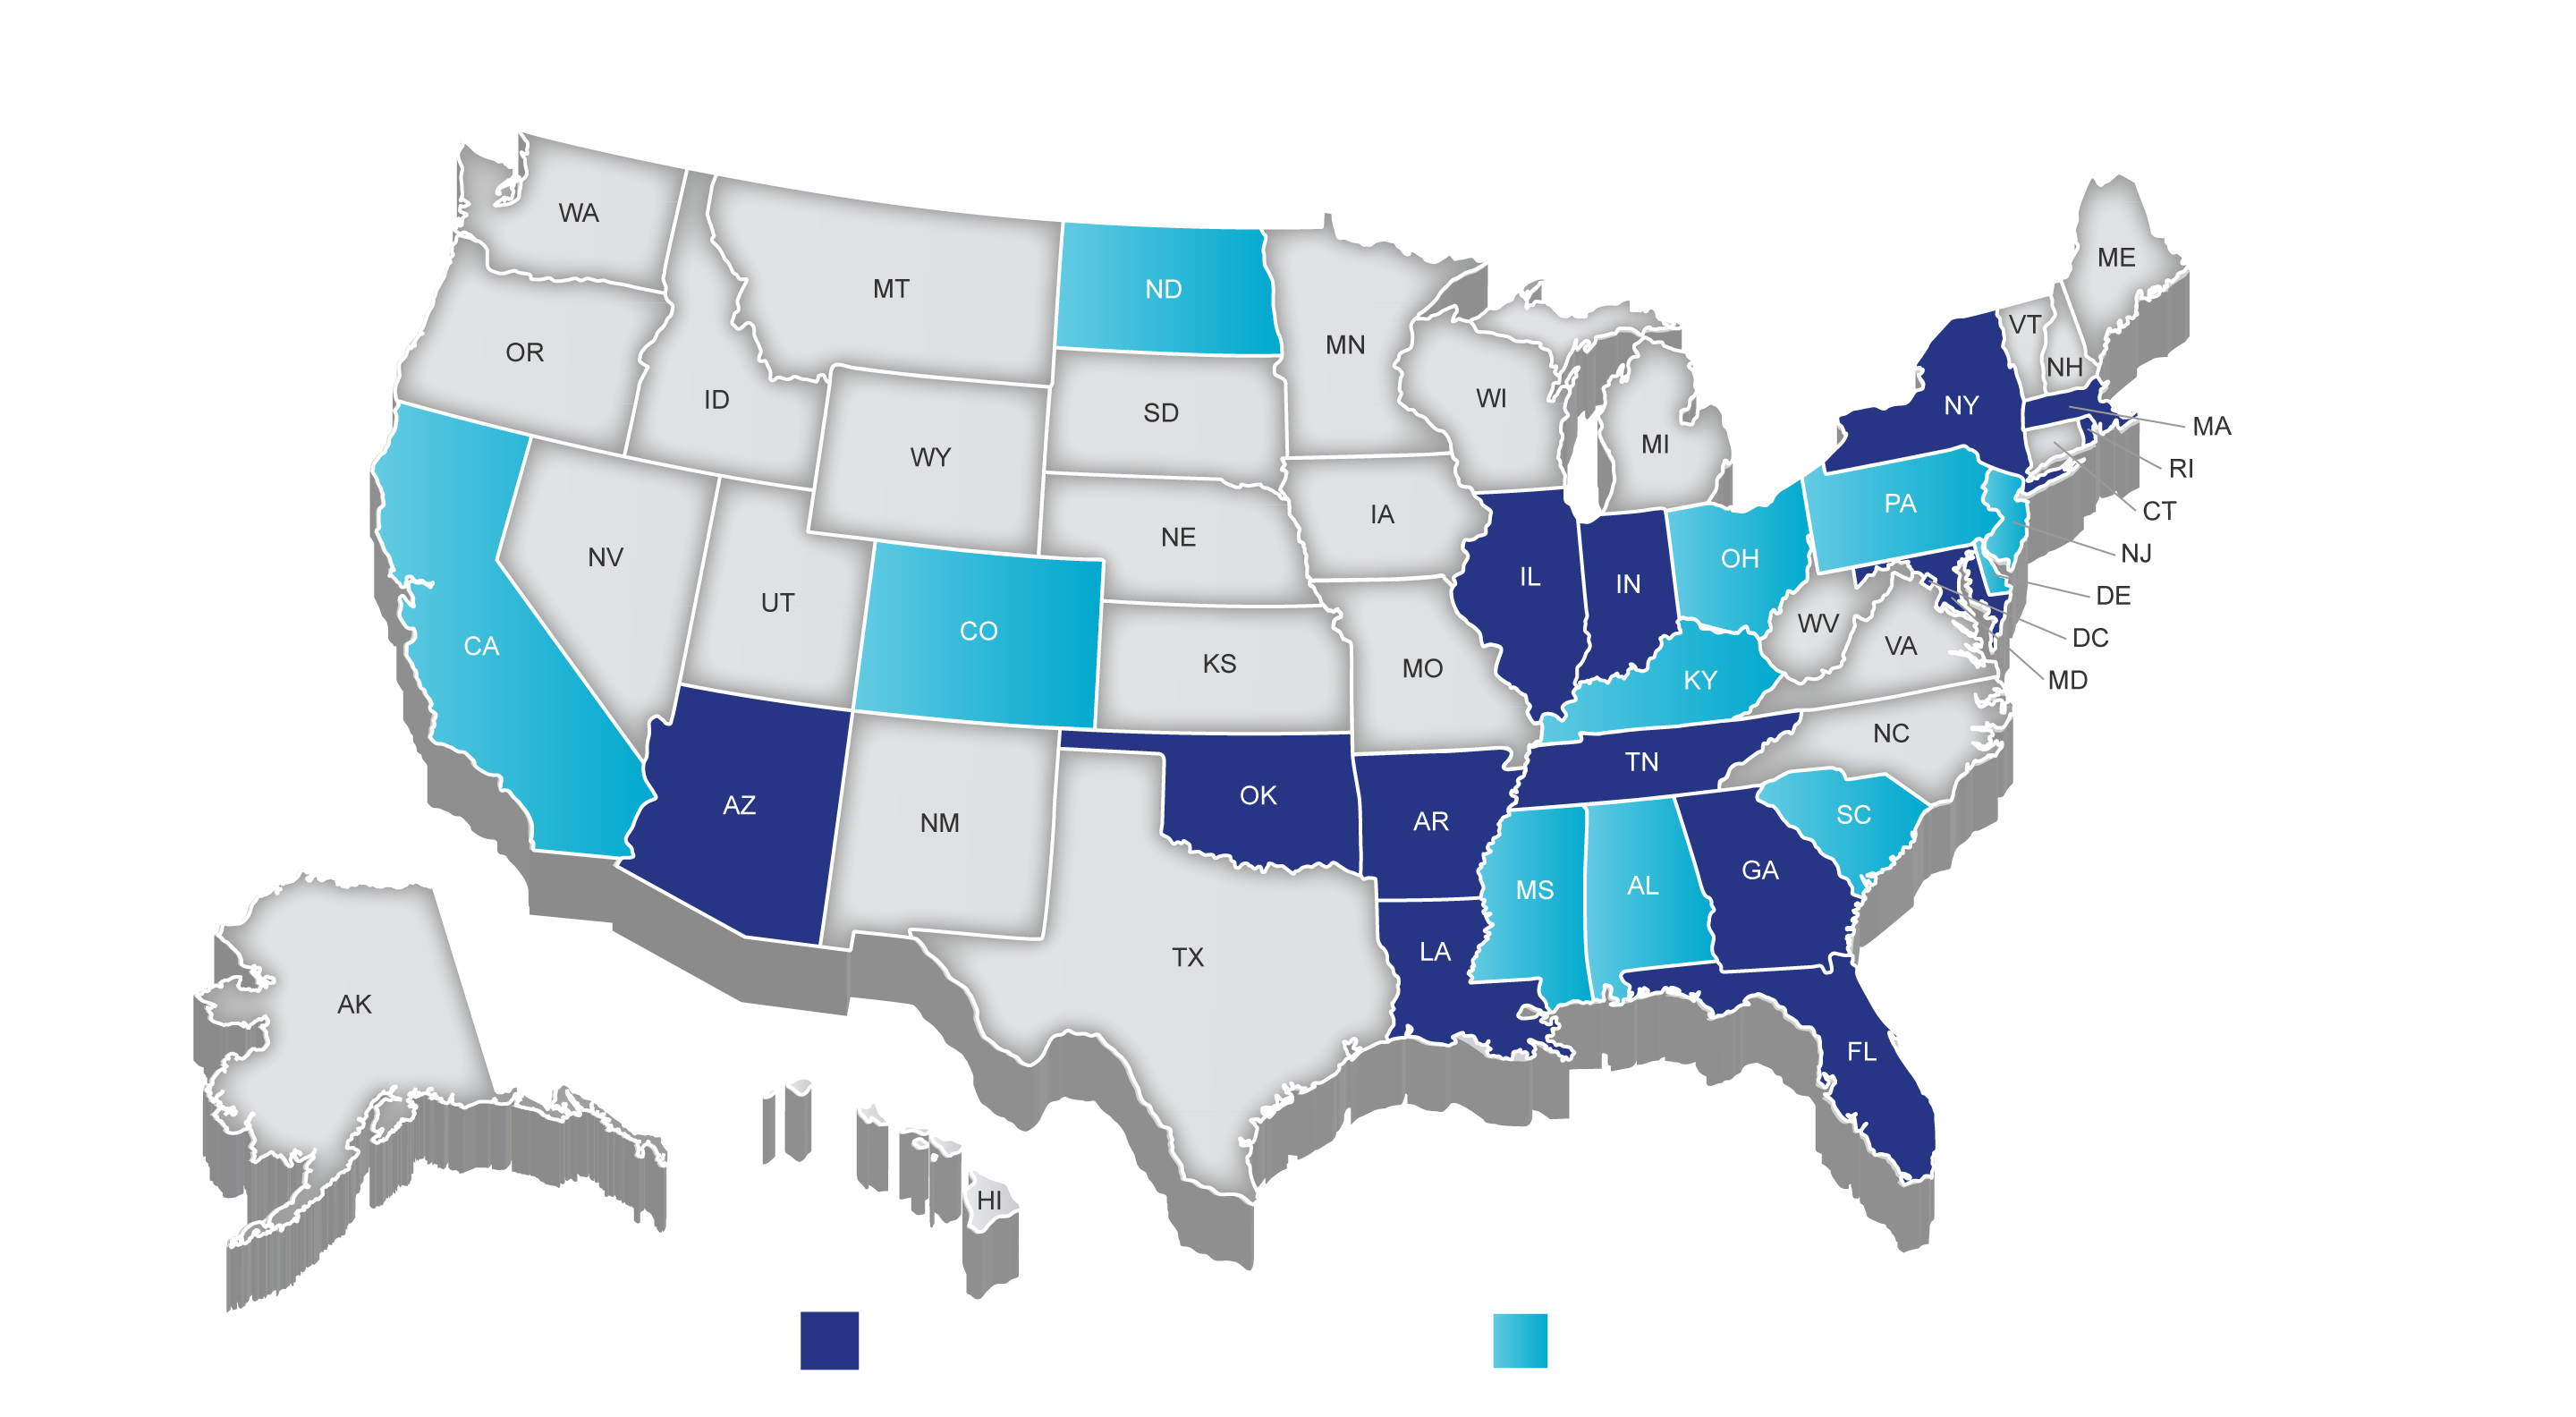 WA
ME
MT
ND
VT
MN
OR
NH
WI
ID
NY
SD
MA
MI
WY
RI
PA
CT
IA
NE
NJ
NV
OH
IL
IN
DE
UT
WV
CO
DC
CA
VA
KS
MO
KY
MD
NC
TN
OK
AZ
SC
AR
NM
GA
AL
MS
LA
TX
AK
FL
HI